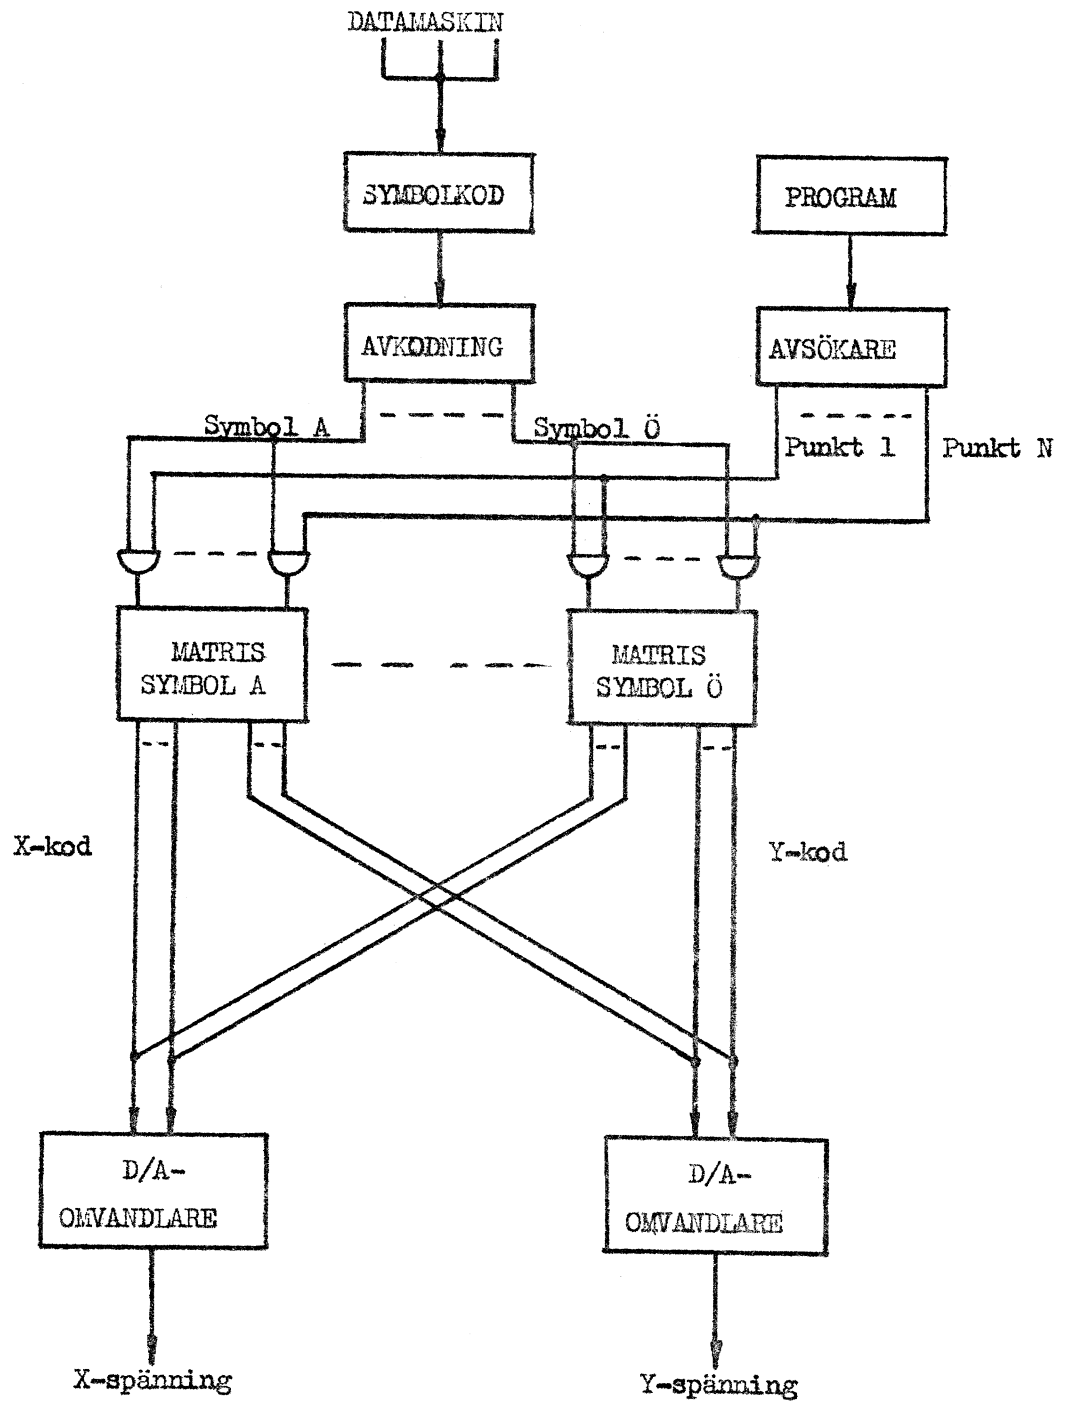 DATAMASKIN
SYMBOLKOD
PROGRAM
AVKODNING
AVSÖKARE
Symbol A
Symbol Ö
Punkt 1
Punkt N
MATRIS
SYMBOL A
MATRIS
SYMBOL Ö
X-kod
Y-kod
D/A-
OMVANDLARE
D/A-
OMVANDLARE
X-spänning
Y-spänning